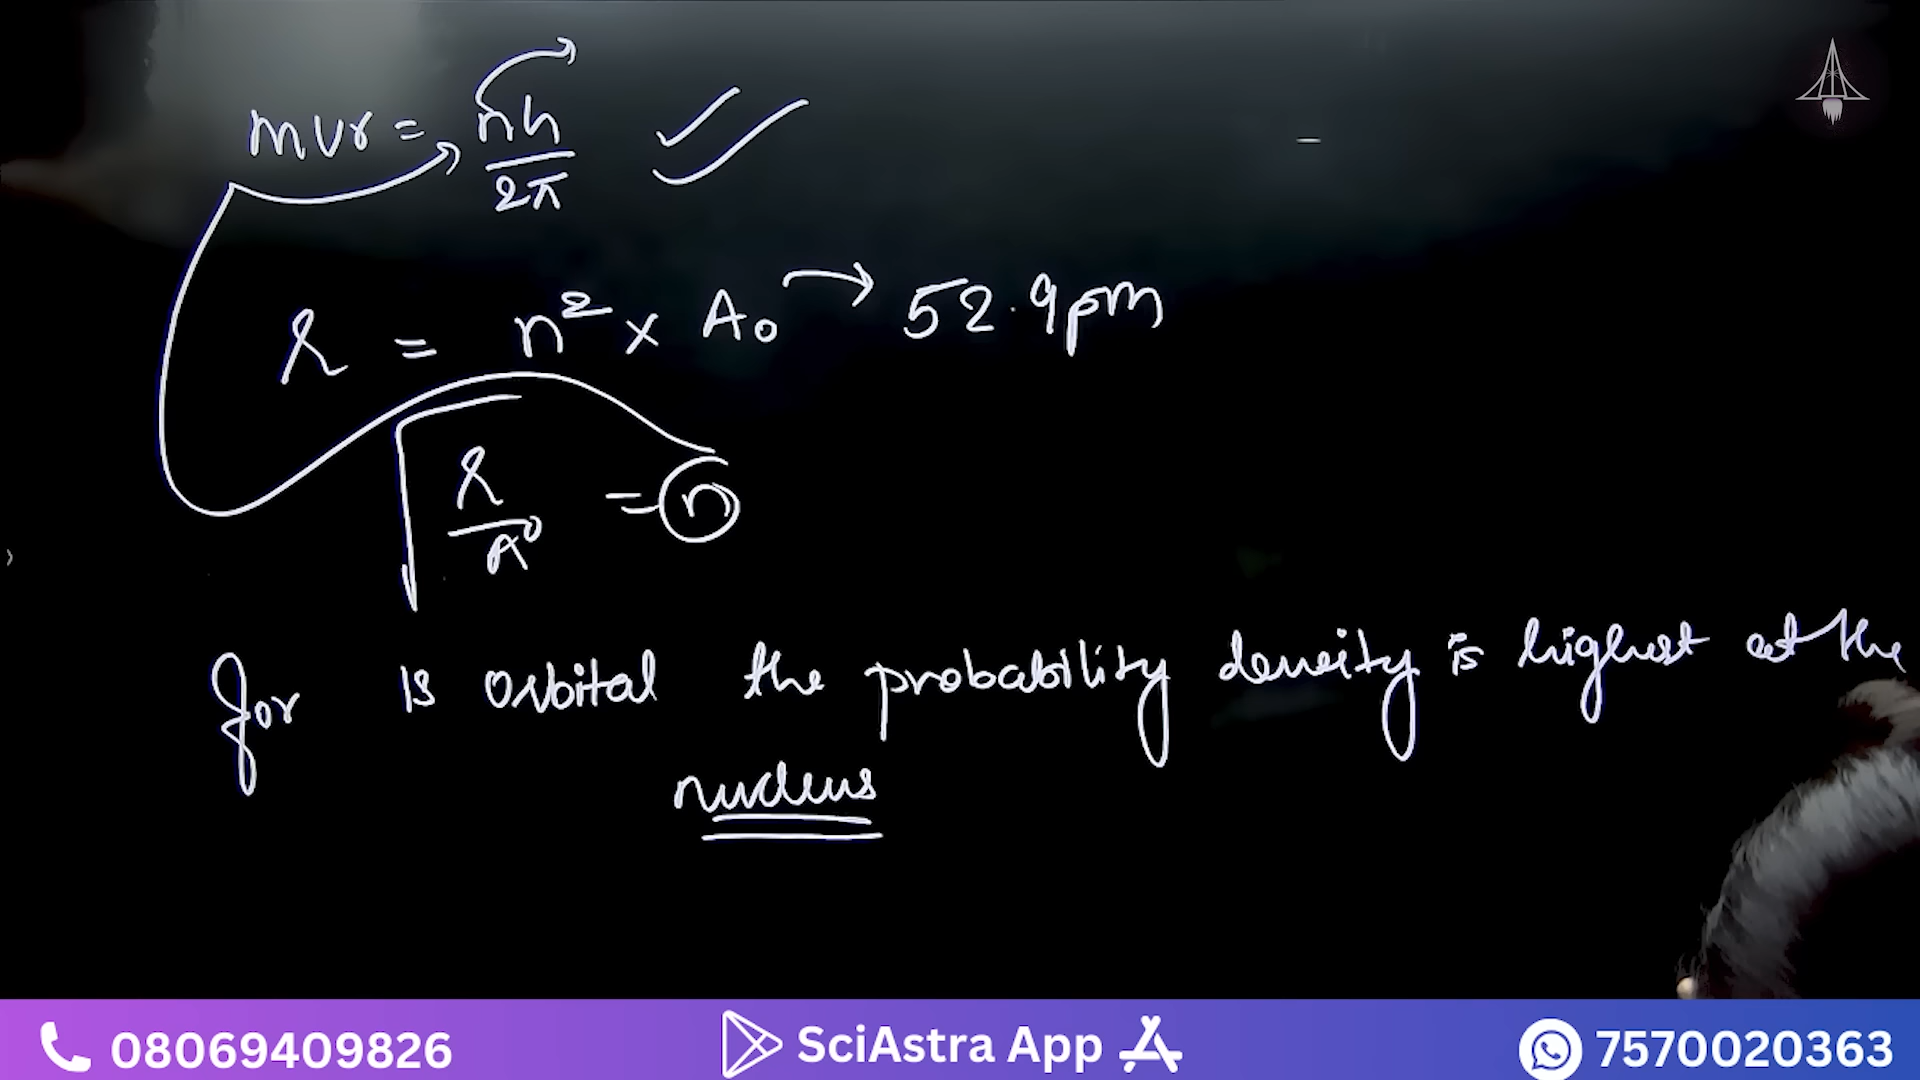 mvr = nh/2π
r = n² × A₀ → 52.9pm
√(r/A⁰) = n
for 1s orbital the probability density is highest at the
nucleus
08069409826 SciAstra App 7570020363